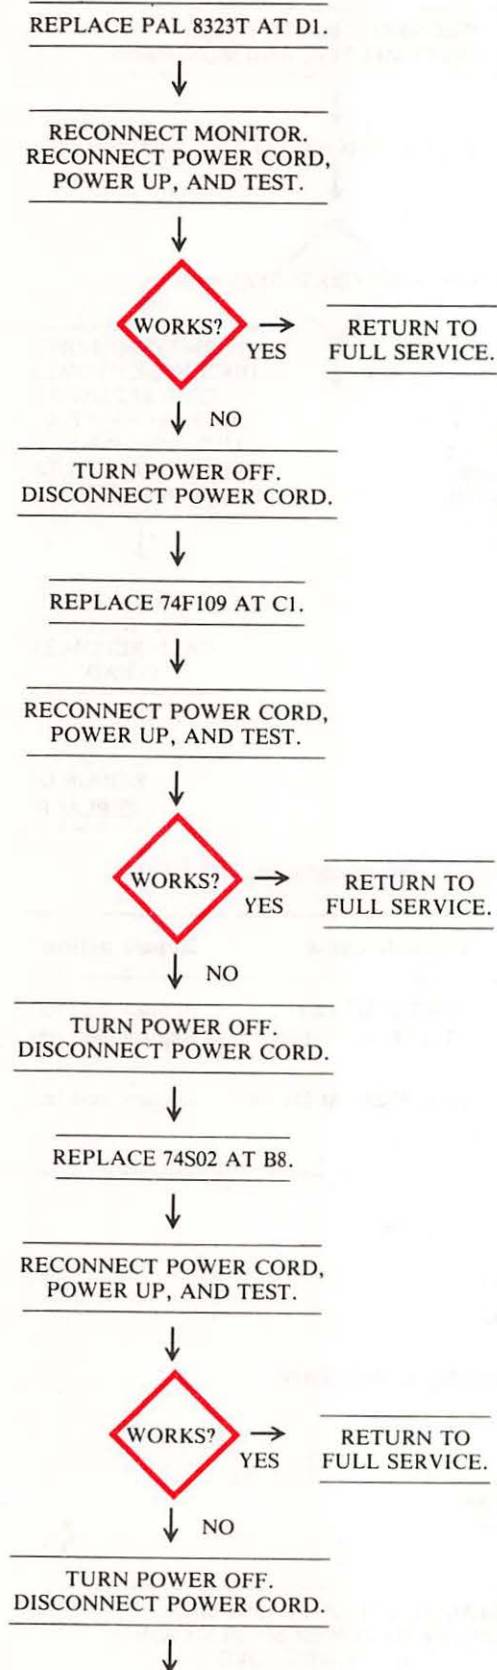 REPLACE PAL 8323T AT D1.
RECONNECT MONITOR.
RECONNECT POWER CORD,
POWER UP, AND TEST.
WORKS?
YES
RETURN TO
FULL SERVICE.
NO
TURN POWER OFF.
DISCONNECT POWER CORD.
REPLACE 74F109 AT C1.
RECONNECT POWER CORD,
POWER UP, AND TEST.
WORKS?
YES
RETURN TO
FULL SERVICE.
NO
TURN POWER OFF.
DISCONNECT POWER CORD.
REPLACE 74S02 AT B8.
RECONNECT POWER CORD,
POWER UP, AND TEST.
WORKS?
YES
RETURN TO
FULL SERVICE.
NO
TURN POWER OFF.
DISCONNECT POWER CORD.